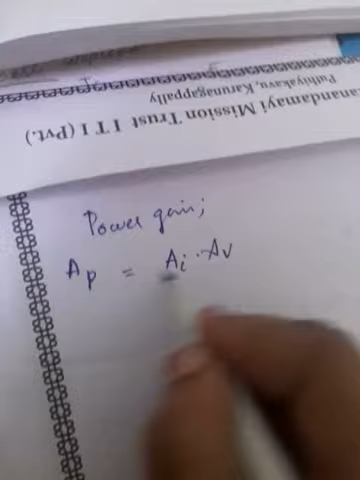 anandamayi Mission Trust I T I (Pvt.)
Puthiyakavu, Karunagappally
Power gain;
Ap = Ai . Av